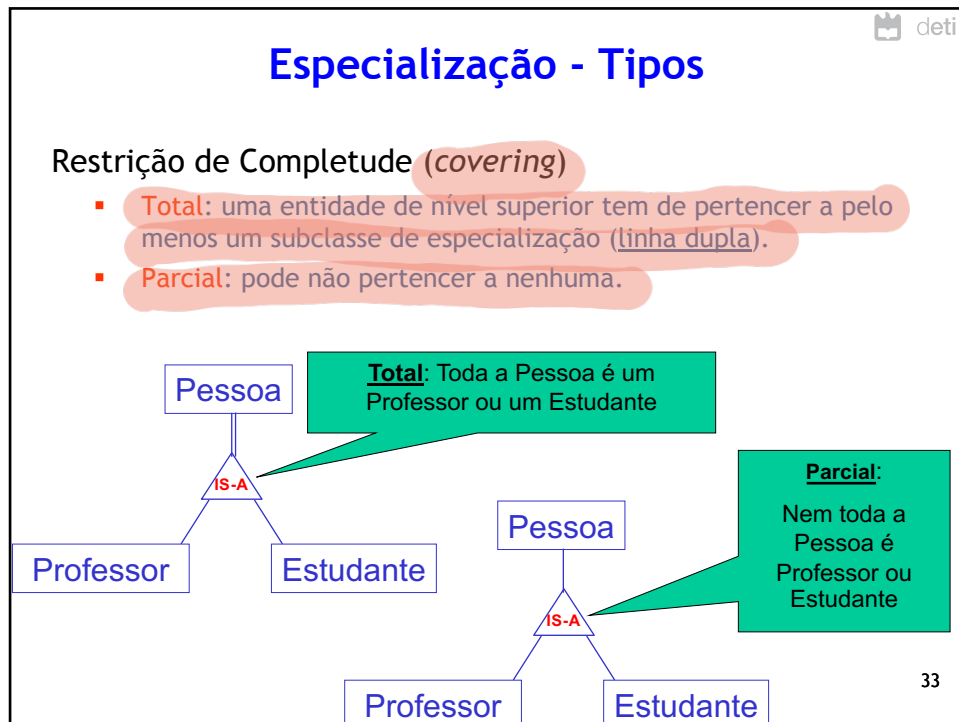 deti
Especialização - Tipos
Restrição de Completude (covering)
▪ Total: uma entidade de nível superior tem de pertencer a pelo
menos um subclasse de especialização (linha dupla).
▪ Parcial: pode não pertencer a nenhuma.
Pessoa
Total: Toda a Pessoa é um
Professor ou um Estudante
IS-A
Professor
Estudante
Pessoa
Parcial:
Nem toda a
Pessoa é
Professor ou
Estudante
IS-A
Professor
Estudante
33